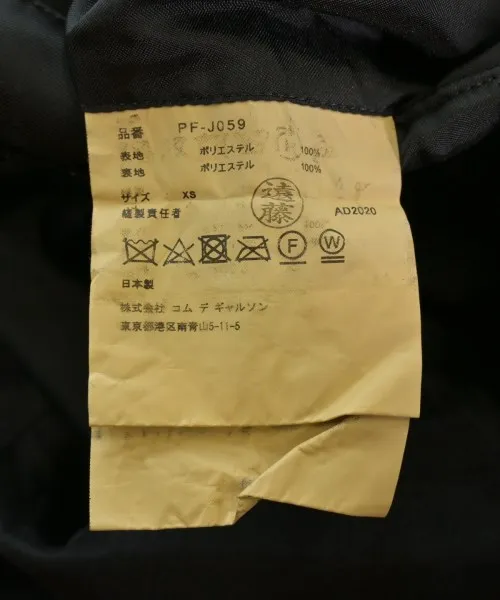 品番 PF-J059
表地 ポリエステル 100%
裏地 ポリエステル 100%
サイズ XS
遠藤
縫製責任者 AD2020
F W
日本製
株式会社 コム デ ギャルソン
東京都港区南青山5-11-5